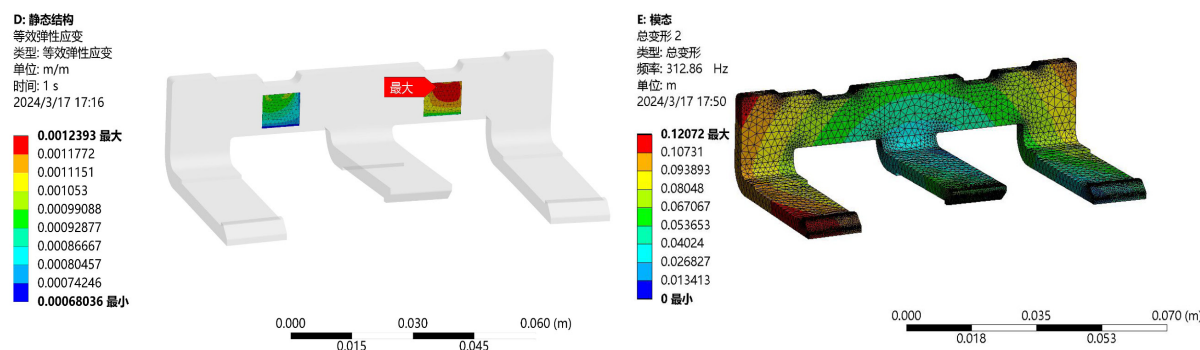 D: 静态结构
等效弹性应变
类型: 等效弹性应变
单位: m/m
时间: 1 s
2024/3/17 17:16
0.0012393 最大
0.0011772
0.0011151
0.001053
0.00099088
0.00092877
0.00086667
0.00080457
0.00074246
0.00068036 最小
最大
0.000 0.030 0.060 (m)
0.015 0.045
E: 模态
总变形 2
类型: 总变形
频率: 312.86 Hz
单位: m
2024/3/17 17:50
0.12072 最大
0.10731
0.093893
0.08048
0.067067
0.053653
0.04024
0.026827
0.013413
0 最小
0.000 0.035 0.070 (m)
0.018 0.053